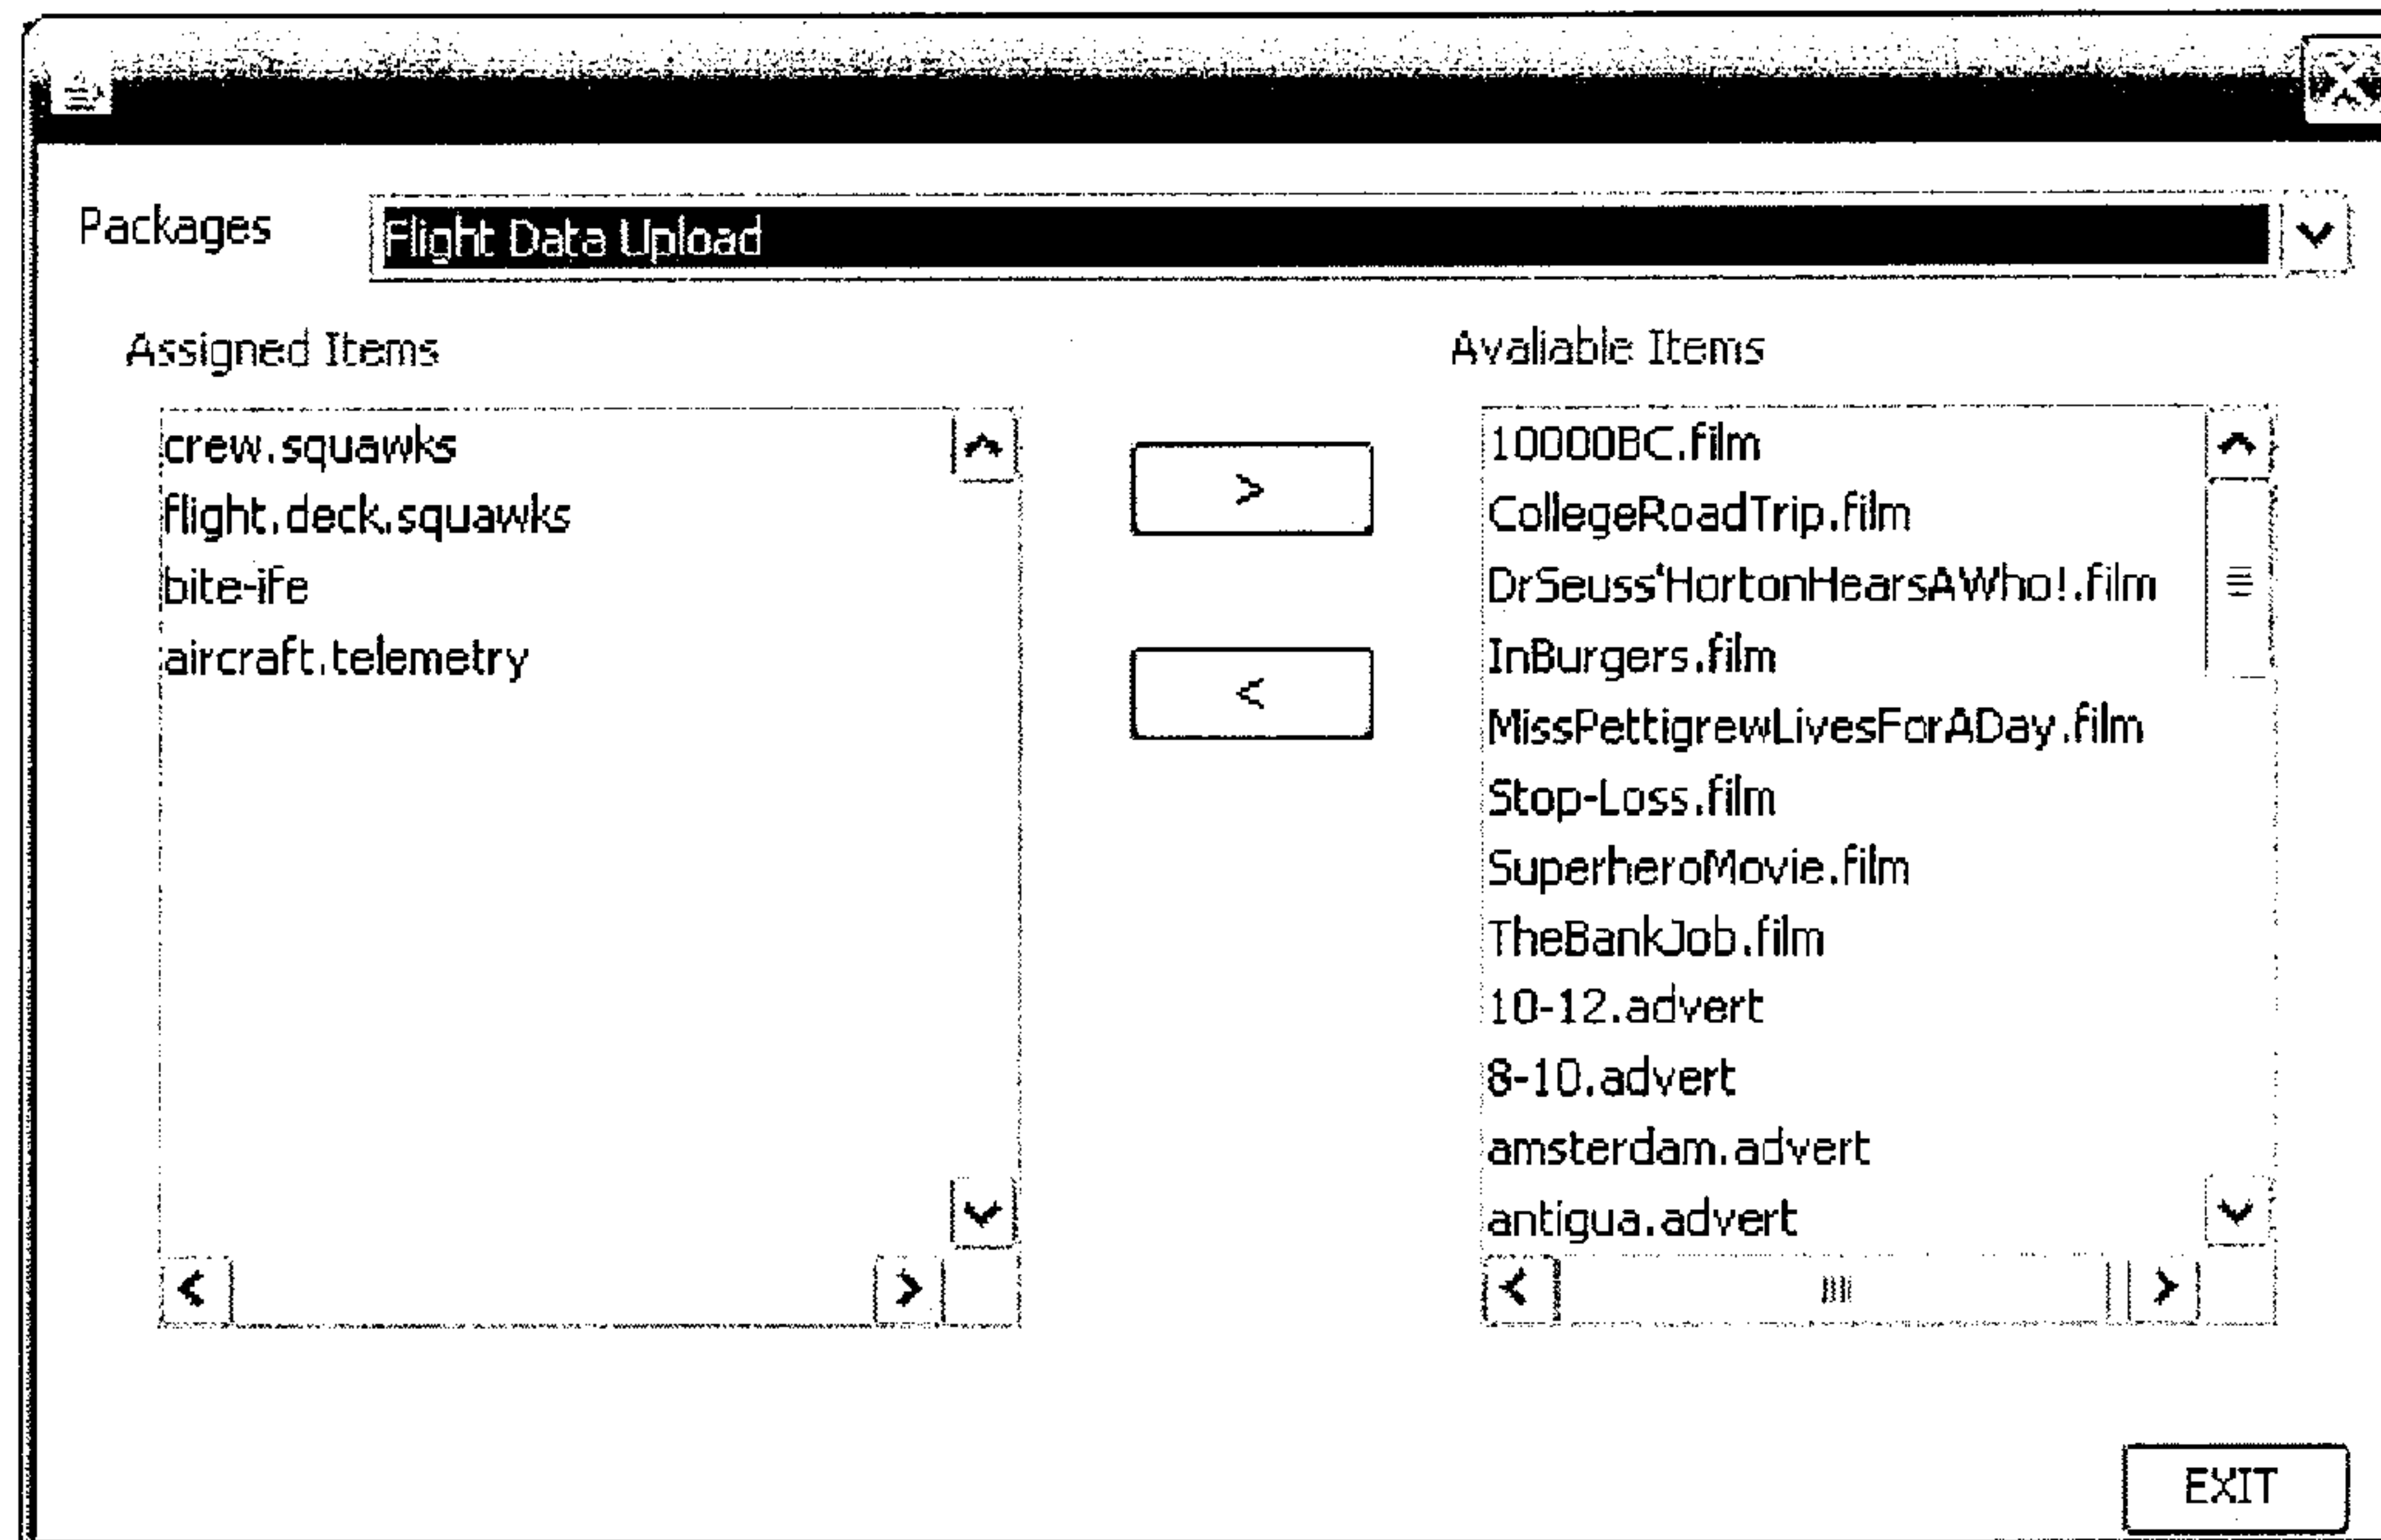 Packages
Flight Data Upload
Assigned Items
crew.squawks
flight.deck.squawks
bite-ife
aircraft.telemetry
>
<
Avaliable Items
10000BC.film
CollegeRoadTrip.film
DrSeuss'HortonHearsAWho!.film
InBurgers.film
MissPettigrewLivesForADay.film
Stop-Loss.film
SuperheroMovie.film
TheBankJob.film
10-12.advert
8-10.advert
amsterdam.advert
antigua.advert
EXIT